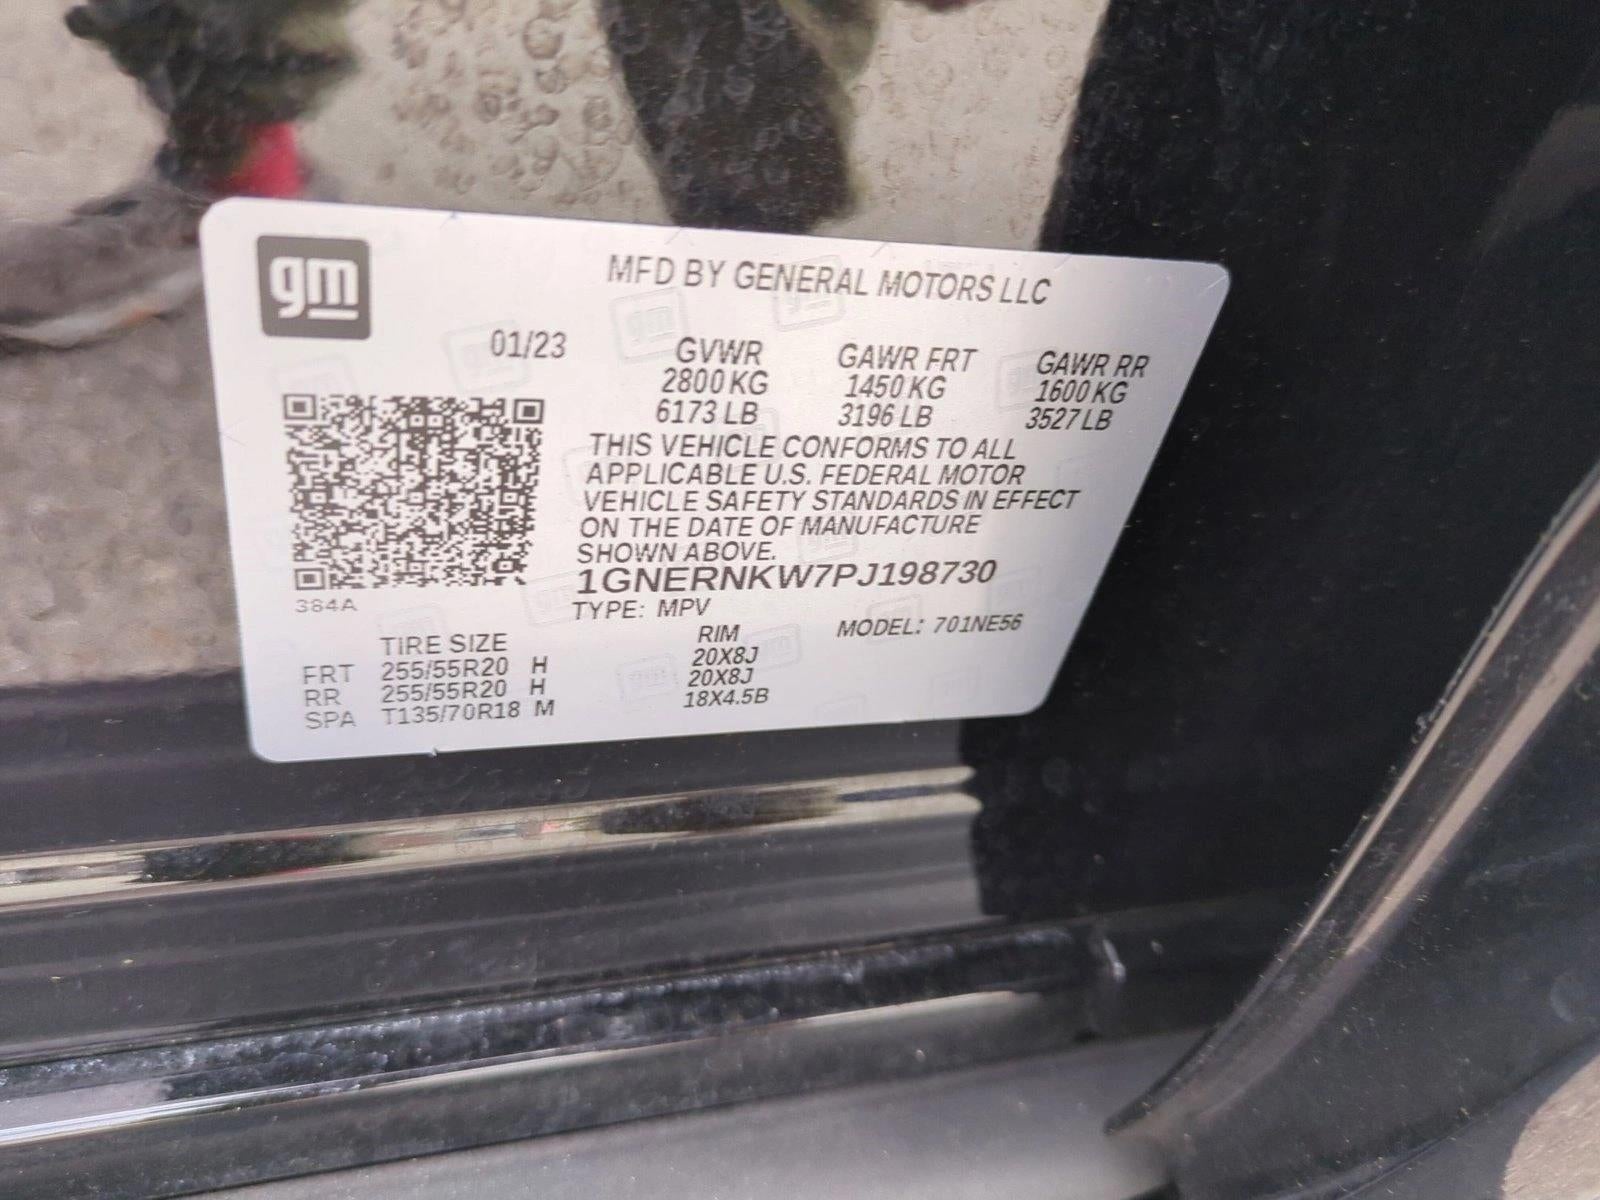 gm
MFD BY GENERAL MOTORS LLC
01/23 GVWR GAWR FRT GAWR RR
2800 KG 1450 KG 1600 KG
6173 LB 3196 LB 3527 LB
THIS VEHICLE CONFORMS TO ALL
APPLICABLE U.S. FEDERAL MOTOR
VEHICLE SAFETY STANDARDS IN EFFECT
ON THE DATE OF MANUFACTURE
SHOWN ABOVE.
1GNERNKW7PJ198730
384A
TYPE: MPV MODEL: 701NE56
TIRE SIZE RIM
FRT 255/55R20 H 20X8J
RR 255/55R20 H 20X8J
SPA T135/70R18 M 18X4.5B